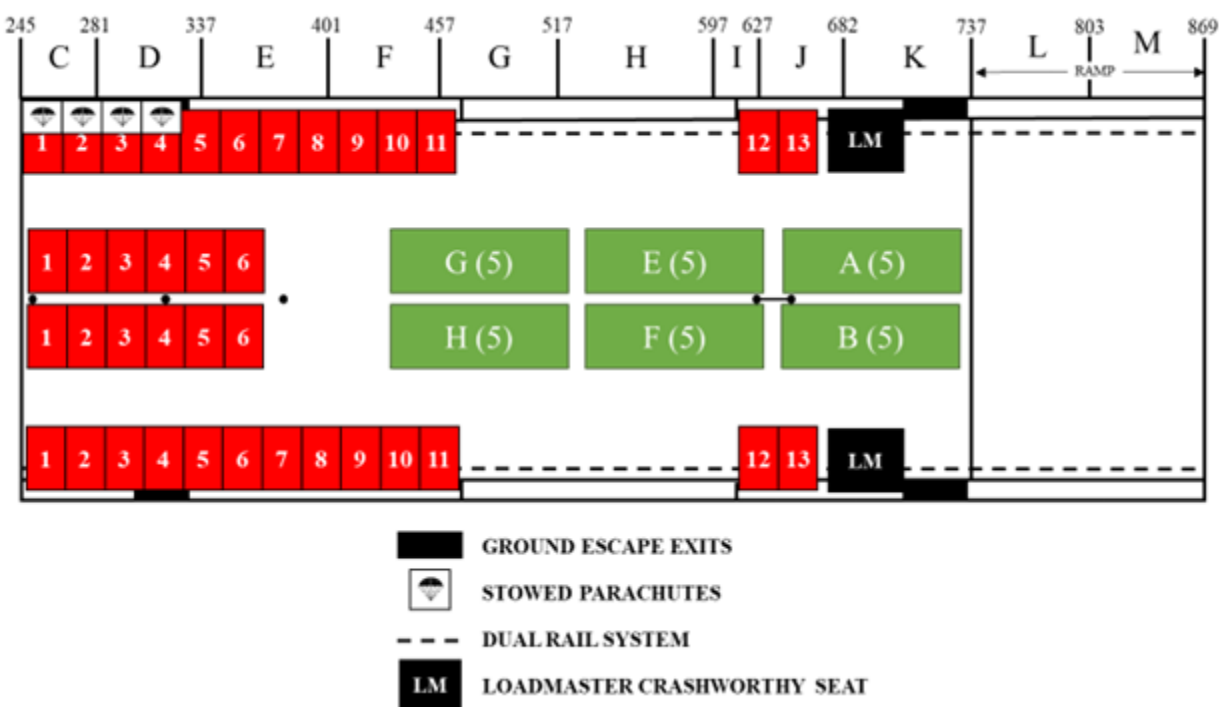 245 281 337 401 457 517 597 627 682 737 803 869
C D E F G H I J K L M
RAMP
1 2 3 4 5 6 7 8 9 10 11 12 13 LM
1 2 3 4 5 6 G (5) E (5) A (5)
1 2 3 4 5 6 H (5) F (5) B (5)
1 2 3 4 5 6 7 8 9 10 11 12 13 LM
GROUND ESCAPE EXITS
STOWED PARACHUTES
DUAL RAIL SYSTEM
LM LOADMASTER CRASHWORTHY SEAT